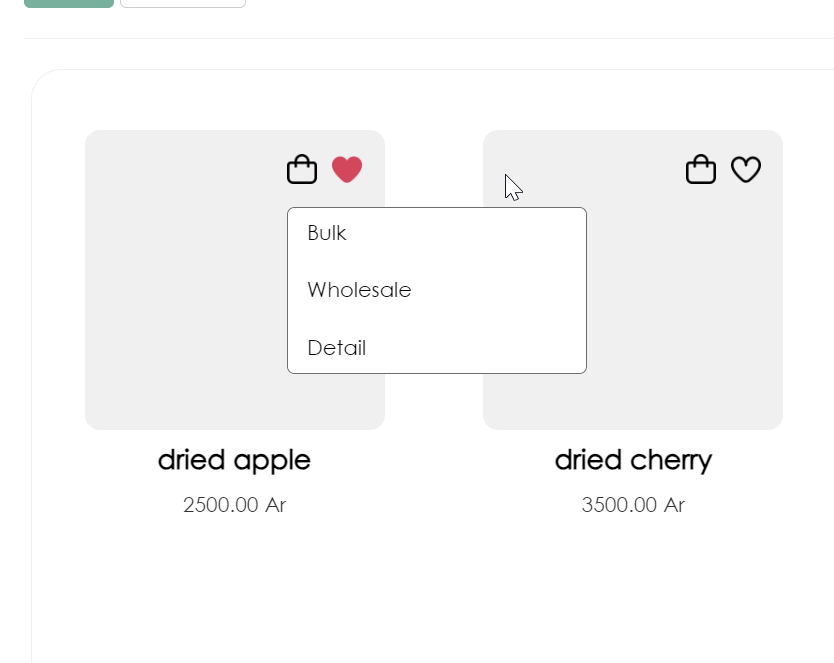 Bulk
Wholesale
Detail
dried apple
2500.00 Ar
dried cherry
3500.00 Ar